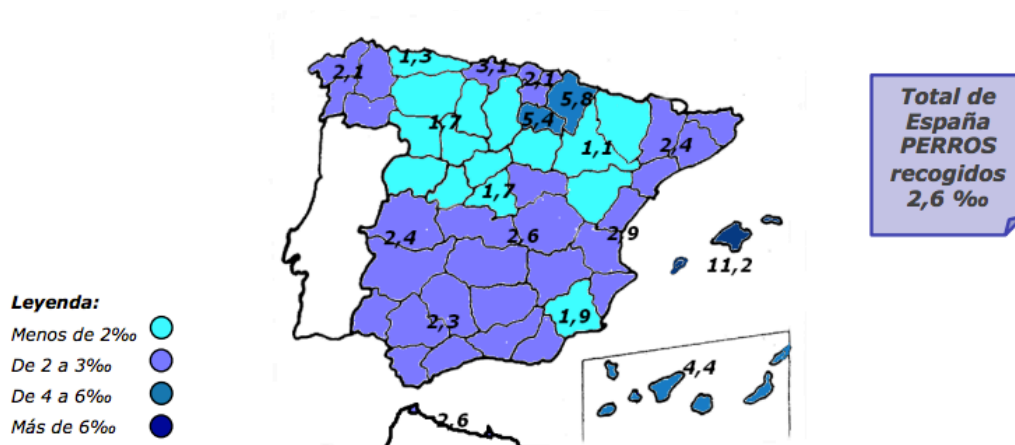 1,3
3,1
2,1
2,1
5,8
5,4
1,7
1,1
2,4
1,7
2,4
2,6
2,9
11,2
2,3
1,9
4,4
2,6
Total de
España
PERROS
recogidos
2,6 ‰
Leyenda:
Menos de 2‰
De 2 a 3‰
De 4 a 6‰
Más de 6‰